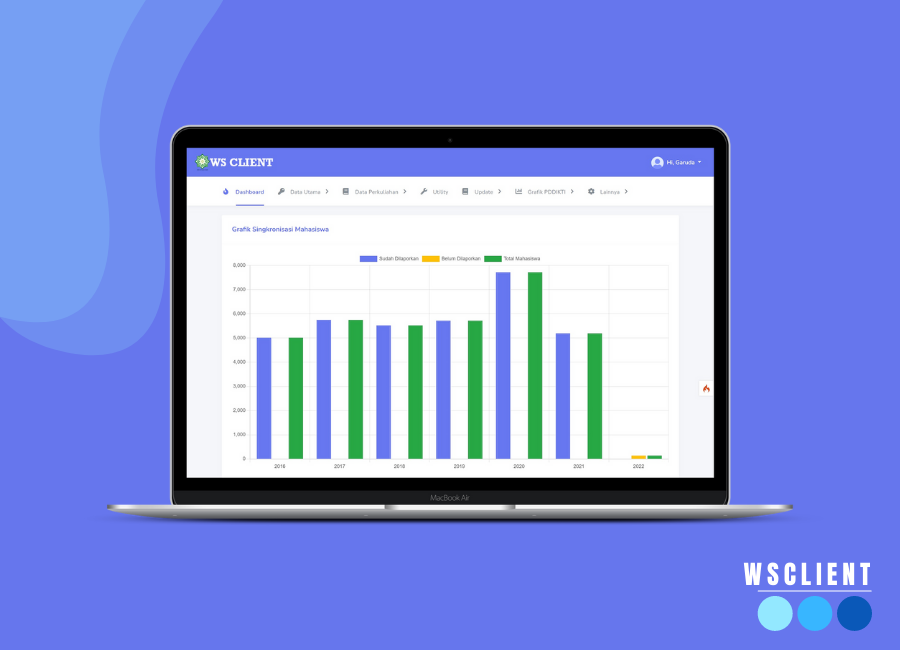 WS CLIENT
Hi, Garuda
Dashboard Data Utama Data Perkuliahan Utility Update Grafik PDDIKTI Lainnya
Grafik Singkronisasi Mahasiswa
Sudah Dilaporkan Belum Dilaporkan Total Mahasiswa
8,000
7,000
6,000
5,000
4,000
3,000
2,000
1,000
0
2016 2017 2018 2019 2020 2021 2022
MacBook Air
WSCLIENT